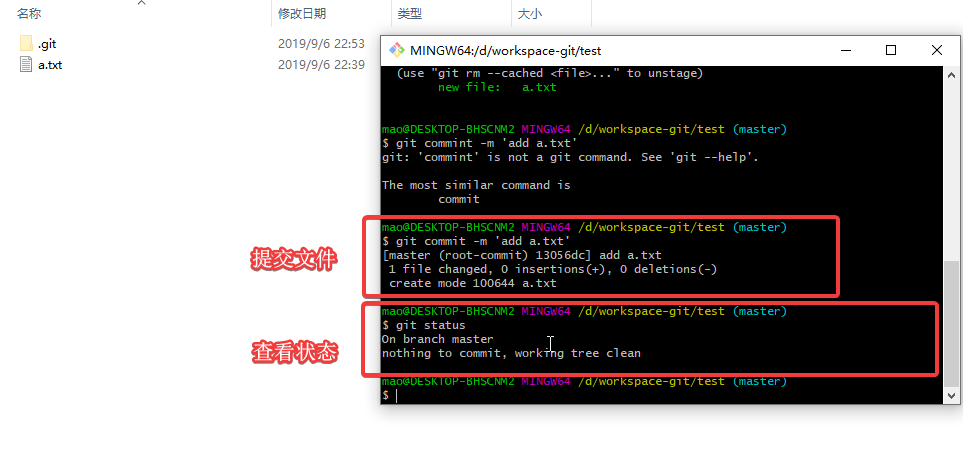 名称 修改日期 类型 大小
.git 2019/9/6 22:53
a.txt 2019/9/6 22:39
MINGW64:/d/workspace-git/test
(use "git rm --cached <file>..." to unstage)
new file: a.txt
mao@DESKTOP-BHSCNM2 MINGW64 /d/workspace-git/test (master)
$ git commint -m 'add a.txt'
git: 'commint' is not a git command. See 'git --help'.
The most similar command is
commit
mao@DESKTOP-BHSCNM2 MINGW64 /d/workspace-git/test (master)
$ git commit -m 'add a.txt'
提交文件
[master (root-commit) 13056dc] add a.txt
1 file changed, 0 insertions(+), 0 deletions(-)
create mode 100644 a.txt
mao@DESKTOP-BHSCNM2 MINGW64 /d/workspace-git/test (master)
$ git status
On branch master
查看状态
nothing to commit, working tree clean
mao@DESKTOP-BHSCNM2 MINGW64 /d/workspace-git/test (master)
$